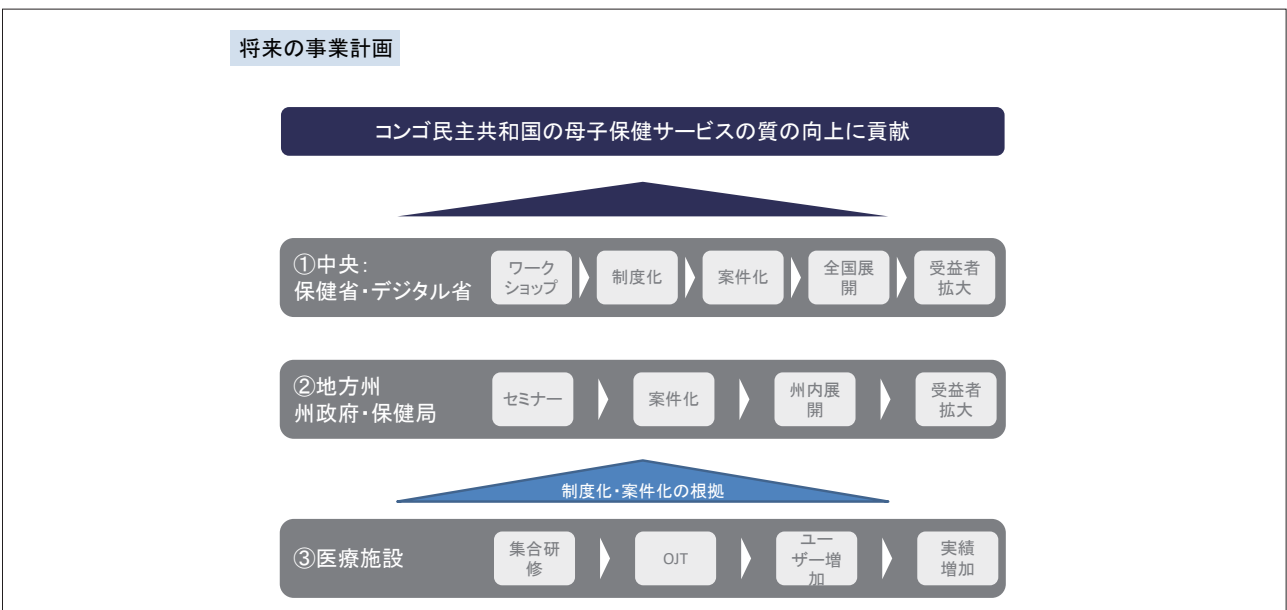 将来の事業計画
コンゴ民主共和国の母子保健サービスの質の向上に貢献
①中央:
保健省・デジタル省
ワーク
ショップ
制度化
案件化
全国展
開
受益者
拡大
②地方州
州政府・保健局
セミナー
案件化
州内展
開
受益者
拡大
制度化・案件化の根拠
③医療施設
集合研
修
OJT
ユー
ザー増
加
実績
増加